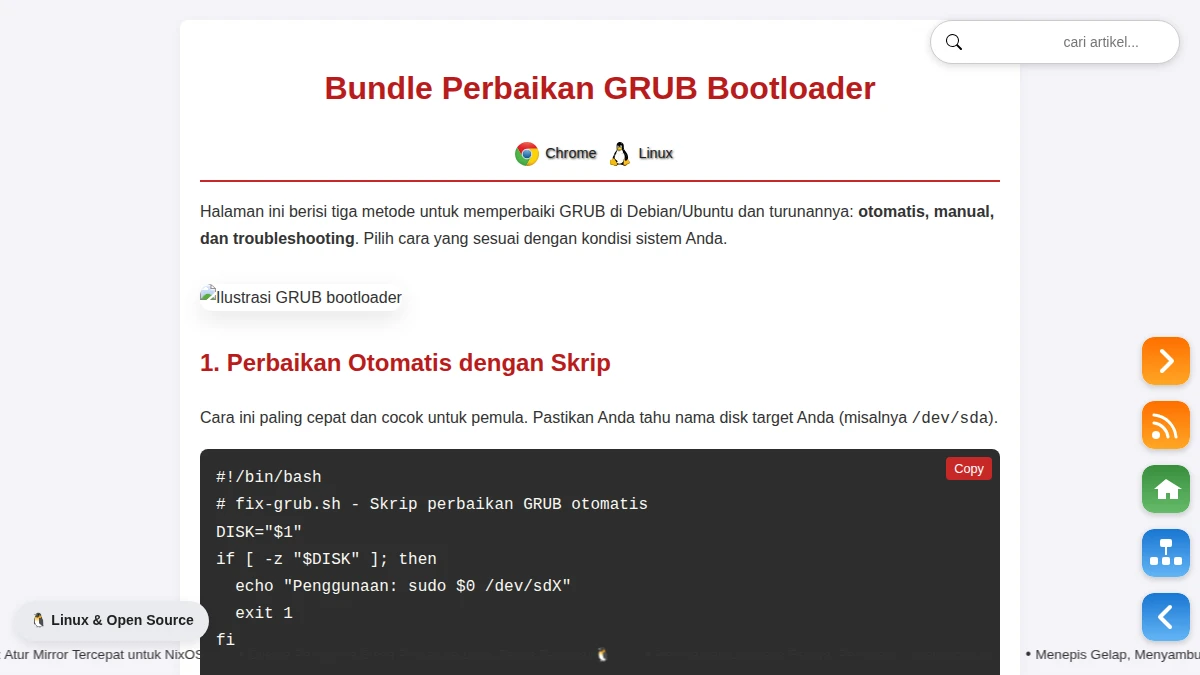 cari artikel...
Bundle Perbaikan GRUB Bootloader
Chrome Linux
Halaman ini berisi tiga metode untuk memperbaiki GRUB di Debian/Ubuntu dan turunannya: otomatis, manual,
dan troubleshooting. Pilih cara yang sesuai dengan kondisi sistem Anda.
Ilustrasi GRUB bootloader
1. Perbaikan Otomatis dengan Skrip
Cara ini paling cepat dan cocok untuk pemula. Pastikan Anda tahu nama disk target Anda (misalnya /dev/sda).
Copy
#!/bin/bash
# fix-grub.sh - Skrip perbaikan GRUB otomatis
DISK="$1"
if [ -z "$DISK" ]; then
  echo "Penggunaan: sudo $0 /dev/sdX"
  exit 1
fi
🐧 Linux & Open Source
Atur Mirror Tercepat untuk NixOS
• Menepis Gelap, Menyambu